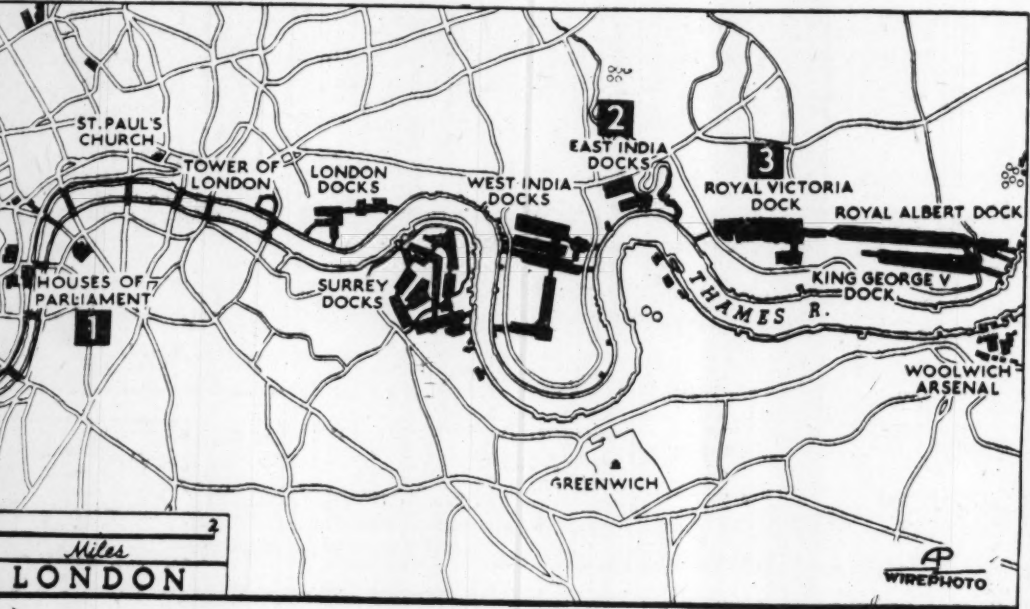 ST. PAUL'S
CHURCH
TOWER OF
LONDON
LONDON
DOCKS
WEST INDIA
DOCKS
2
EAST INDIA
DOCKS
3
ROYAL VICTORIA
DOCK
ROYAL ALBERT DOCK
HOUSES OF
PARLIAMENT
1
SURREY
DOCKS
THAMES R.
KING GEORGE V
DOCK
WOOLWICH
ARSENAL
GREENWICH
2
Miles
LONDON
AP
WIREPHOTO